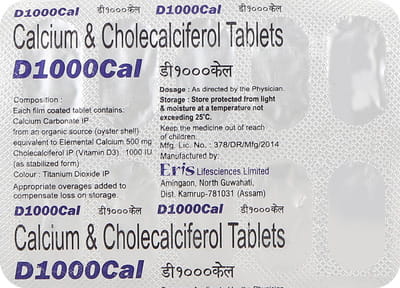 Calcium & Cholecalciferol Tablets
D1000Cal डी१०००केल
Composition :
Each film coated tablet contains:
Calcium Carbonate IP
from an organic source (oyster shell)
equivalent to Elemental Calcium 500 mg
Cholecalciferol IP (Vitamin D3). 1000 IU
(as stabilized form)
Colour : Titanium Dioxide IP
Appropriate overages added to
compensate loss on storage.
Dosage : As directed by the Physician.
Storage : Store protected from light
& moisture at a temperature not
exceeding 25°C.
Keep the medicine out of reach
of children.
Mfg. Lic. No. : 378/DR/Mfg/2014
Manufactured by:
Eris Lifesciences Limited
Amingaon, North Guwahati,
Dist. Kamrup-781031 (Assam)
D1000Cal डी१०००केल D1000Cal डी१०००केल
Calcium & Cholecalciferol Tablets
D1000Cal डी१०००केल